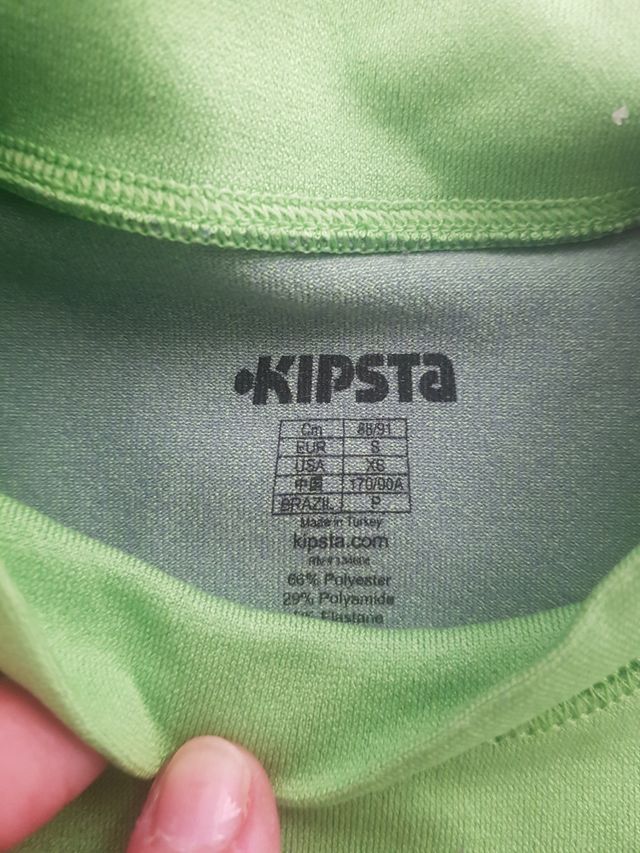 KIPSTA
Cm 88/91
EUR S
USA XS
中国 170/90A
BRAZIL P
Made in Turkey
kipsta.com
66% Polyester
29% Polyamide
Elastane